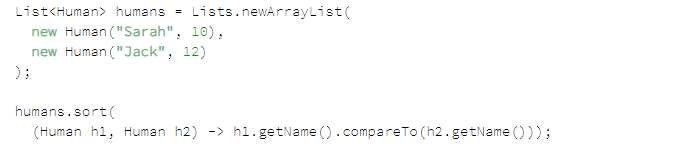 List<Human> humans = Lists.newArrayList(
new Human("Sarah", 10),
new Human("Jack", 12)
);
humans.sort(
(Human h1, Human h2) -> h1.getName().compareTo(h2.getName()));